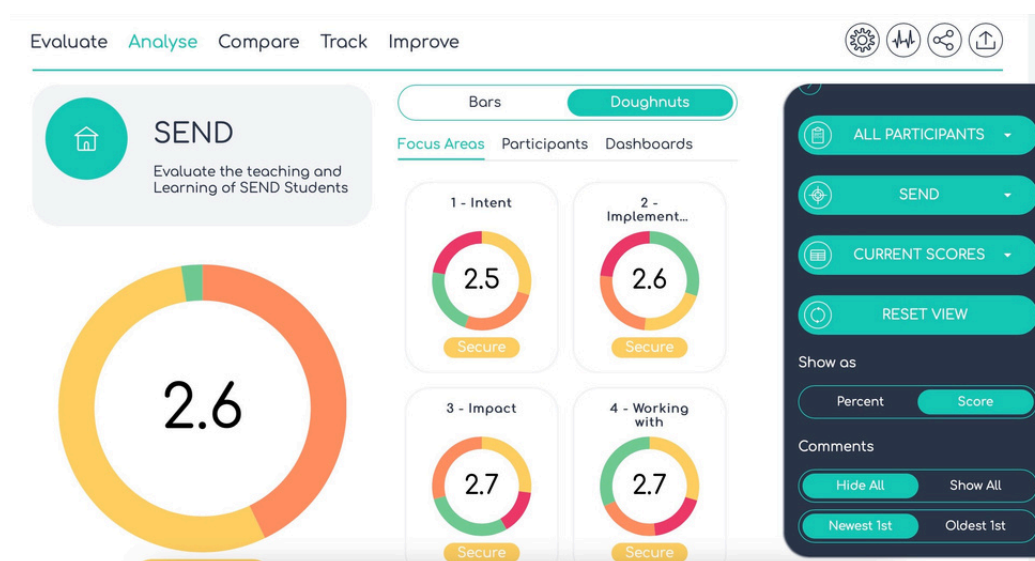 Evaluate Analyse Compare Track Improve
SEND
Evaluate the teaching and
Learning of SEND Students
2.6
Bars Doughnuts
Focus Areas Participants Dashboards
1 - Intent
2.5
Secure
2 -
Implement...
2.6
Secure
3 - Impact
2.7
Secure
4 - Working
with
2.7
Secure
ALL PARTICIPANTS
SEND
CURRENT SCORES
RESET VIEW
Show as
Percent Score
Comments
Hide All Show All
Newest 1st Oldest 1st